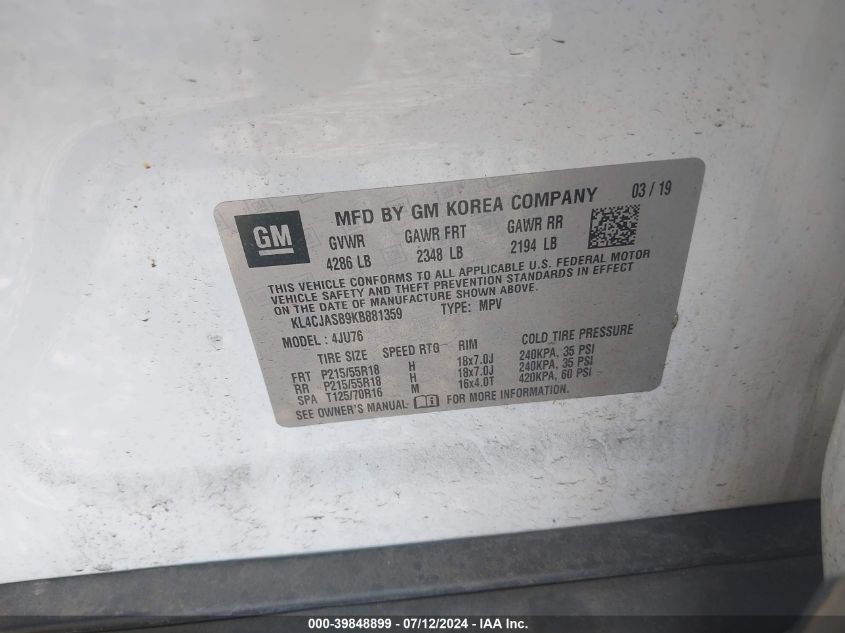 GM
MFD BY GM KOREA COMPANY 03 / 19
GVWR GAWR FRT GAWR RR
4286 LB 2348 LB 2194 LB
THIS VEHICLE CONFORMS TO ALL APPLICABLE U.S. FEDERAL MOTOR
VEHICLE SAFETY AND THEFT PREVENTION STANDARDS IN EFFECT
ON THE DATE OF MANUFACTURE SHOWN ABOVE.
KL4CJASB9KB881359 TYPE: MPV
MODEL : 4JU76
TIRE SIZE SPEED RTG RIM COLD TIRE PRESSURE
FRT P215/55R18 H 18x7.0J 240KPA, 35 PSI
RR P215/55R18 H 18x7.0J 240KPA, 35 PSI
SPA T125/70R16 M 16x4.0T 420KPA, 60 PSI
SEE OWNER'S MANUAL FOR MORE INFORMATION.
000-39848899 - 07/12/2024 - IAA Inc.